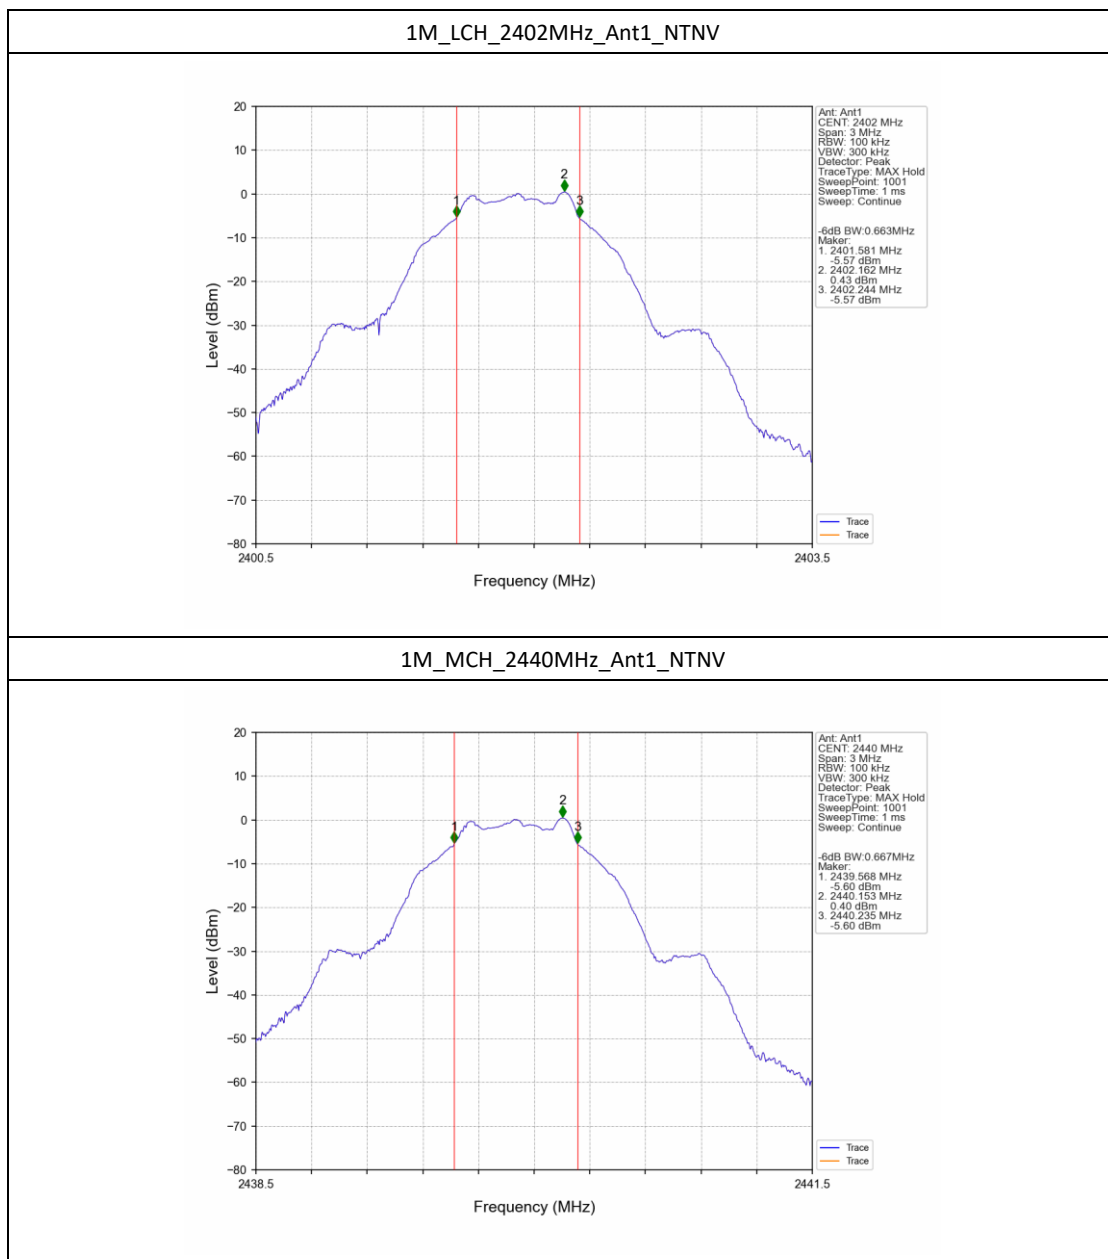 1M_LCH_2402MHz_Ant1_NTNV
20
10
0
−10
−20
−30
−40
−50
−60
−70
−80
Level (dBm)
1
2
3
2400.5
2403.5
Frequency (MHz)
Ant: Ant1
CENT: 2402 MHz
Span: 3 MHz
RBW: 100 kHz
VBW: 300 kHz
Detector: Peak
TraceType: MAX Hold
SweepPoint: 1001
SweepTime: 1 ms
Sweep: Continue
-6dB BW:0.663MHz
Maker:
1. 2401.581 MHz
-5.57 dBm
2. 2402.162 MHz
0.43 dBm
3. 2402.244 MHz
-5.57 dBm
Trace
Trace
1M_MCH_2440MHz_Ant1_NTNV
20
10
0
−10
−20
−30
−40
−50
−60
−70
−80
Level (dBm)
1
2
3
2438.5
2441.5
Frequency (MHz)
Ant: Ant1
CENT: 2440 MHz
Span: 3 MHz
RBW: 100 kHz
VBW: 300 kHz
Detector: Peak
TraceType: MAX Hold
SweepPoint: 1001
SweepTime: 1 ms
Sweep: Continue
-6dB BW:0.667MHz
Maker:
1. 2439.568 MHz
-5.60 dBm
2. 2440.153 MHz
0.40 dBm
3. 2440.235 MHz
-5.60 dBm
Trace
Trace